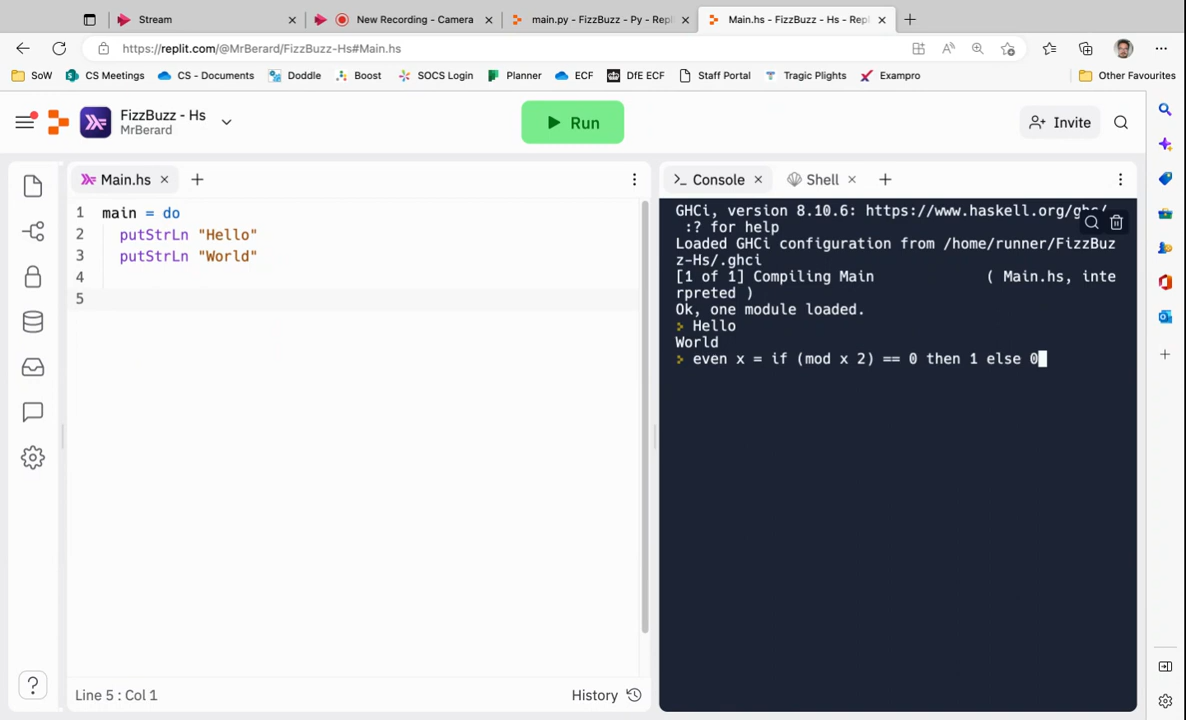 Stream
New Recording - Camera
main.py - FizzBuzz - Py - Repl
Main.hs - FizzBuzz - Hs - Repl
https://replit.com/@MrBerard/FizzBuzz-Hs#Main.hs
SoW
CS Meetings
CS - Documents
Doddle
Boost
SOCS Login
Planner
ECF
DfE ECF
Staff Portal
Tragic Plights
Exampro
Other Favourites
FizzBuzz - Hs
MrBerard
Run
Invite
Main.hs
1 main = do
2 putStrLn "Hello"
3 putStrLn "World"
4
5
Line 5 : Col 1
History
Console
Shell
GHCi, version 8.10.6: https://www.haskell.org/ghc/
:? for help
Loaded GHCi configuration from /home/runner/FizzBuz
z-Hs/.ghci
[1 of 1] Compiling Main ( Main.hs, inte
rpreted )
Ok, one module loaded.
Hello
World
even x = if (mod x 2) == 0 then 1 else 0